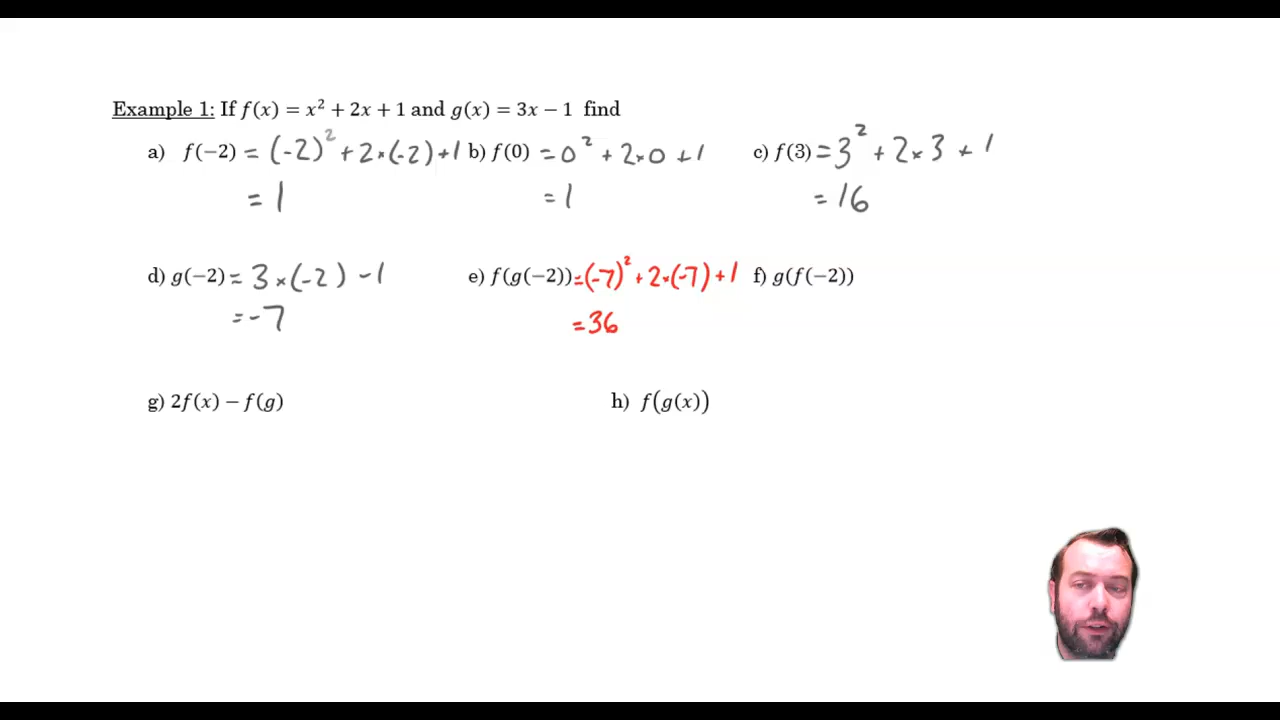 Example 1: If f(x) = x² + 2x + 1 and g(x) = 3x − 1 find
a) f(−2) = (-2)² + 2×(-2) +1 b) f(0) = 0² + 2×0 +1 c) f(3) = 3² + 2×3 + 1
= 1 = 1 = 16
d) g(−2) = 3 × (-2) -1 e) f(g(−2)) = (-7)² + 2×(-7) +1 f) g(f(−2))
= -7 = 36
g) 2f(x) − f(g) h) f(g(x))